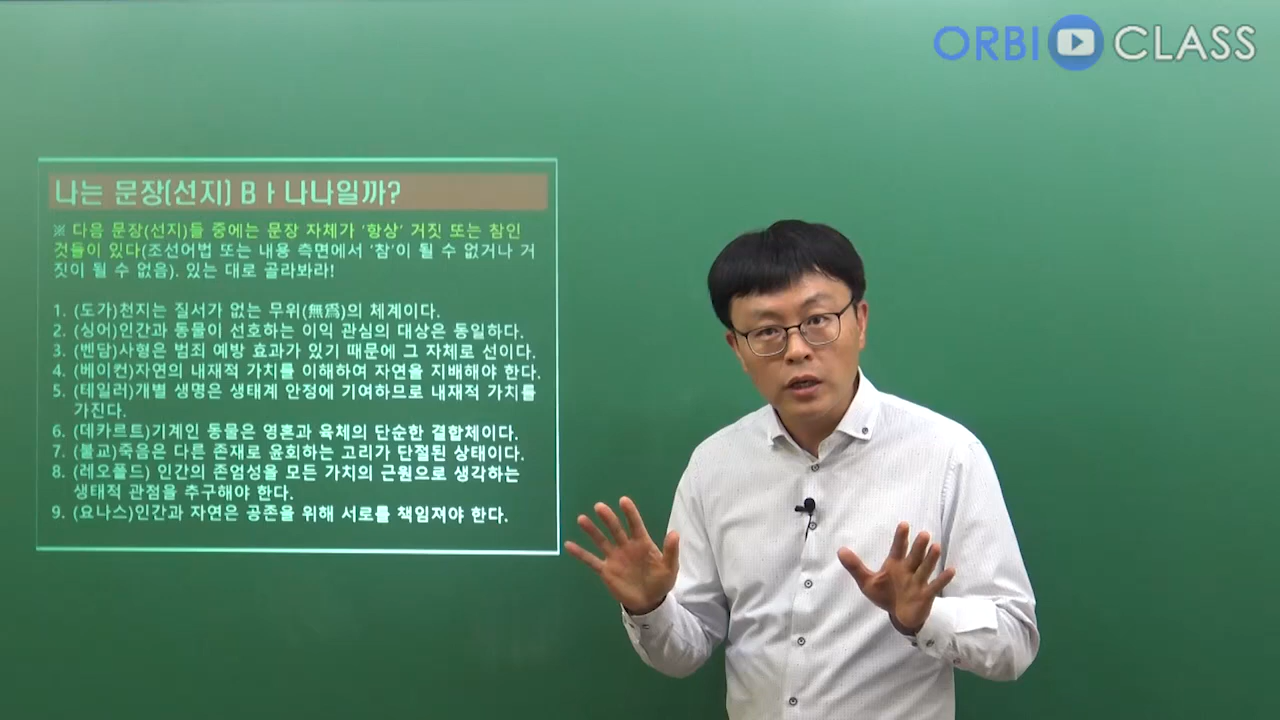 ORBI CLASS
나는 문장(선지) Bㅏ나나일까?
※ 다음 문장(선지)들 중에는 문장 자체가 '항상' 거짓 또는 참인
것들이 있다(조선어법 또는 내용 측면에서 '참'이 될 수 없거나 거
짓이 될 수 없음). 있는 대로 골라봐라!
1. (도가)천지는 질서가 없는 무위(無爲)의 체계이다.
2. (싱어)인간과 동물이 선호하는 이익 관심의 대상은 동일하다.
3. (벤담)사형은 범죄 예방 효과가 있기 때문에 그 자체로 선이다.
4. (베이컨)자연의 내재적 가치를 이해하여 자연을 지배해야 한다.
5. (테일러)개별 생명은 생태계 안정에 기여하므로 내재적 가치를
가진다.
6. (데카르트)기계인 동물은 영혼과 육체의 단순한 결합체이다.
7. (불교)죽음은 다른 존재로 윤회하는 고리가 단절된 상태이다.
8. (레오폴드) 인간의 존엄성을 모든 가치의 근원으로 생각하는
생태적 관점을 추구해야 한다.
9. (요나스)인간과 자연은 공존을 위해 서로를 책임져야 한다.